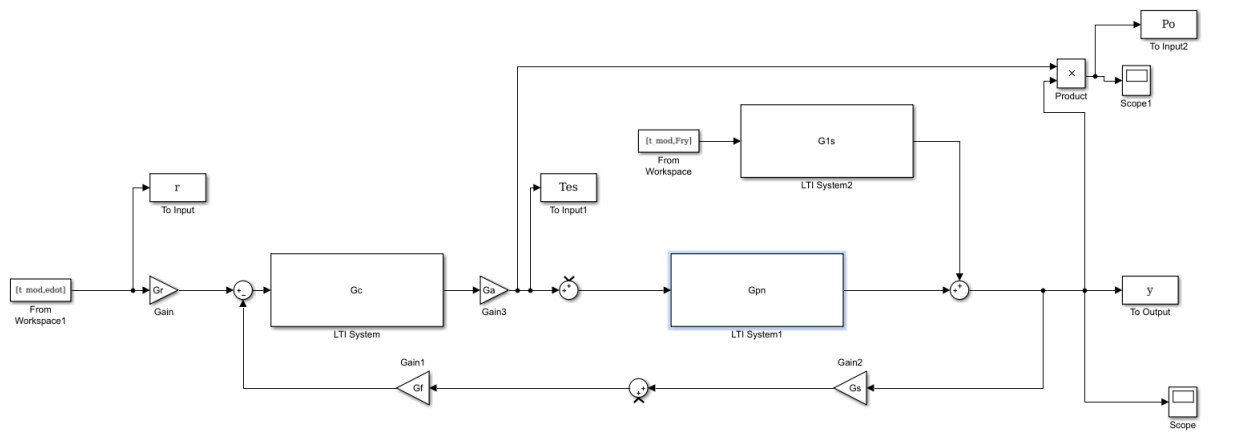 Po
To Input2
×
Product
Scope1
[t mod,Fry]
From
Workspace
G1s
LTI System2
r
To Input
Tes
To Input1
[t mod,edot]
From
Workspace1
Gr
Gain
Gc
LTI System
Ga
Gain3
Gpn
LTI System1
y
To Output
Gain1
Gf
Gain2
Gs
Scope